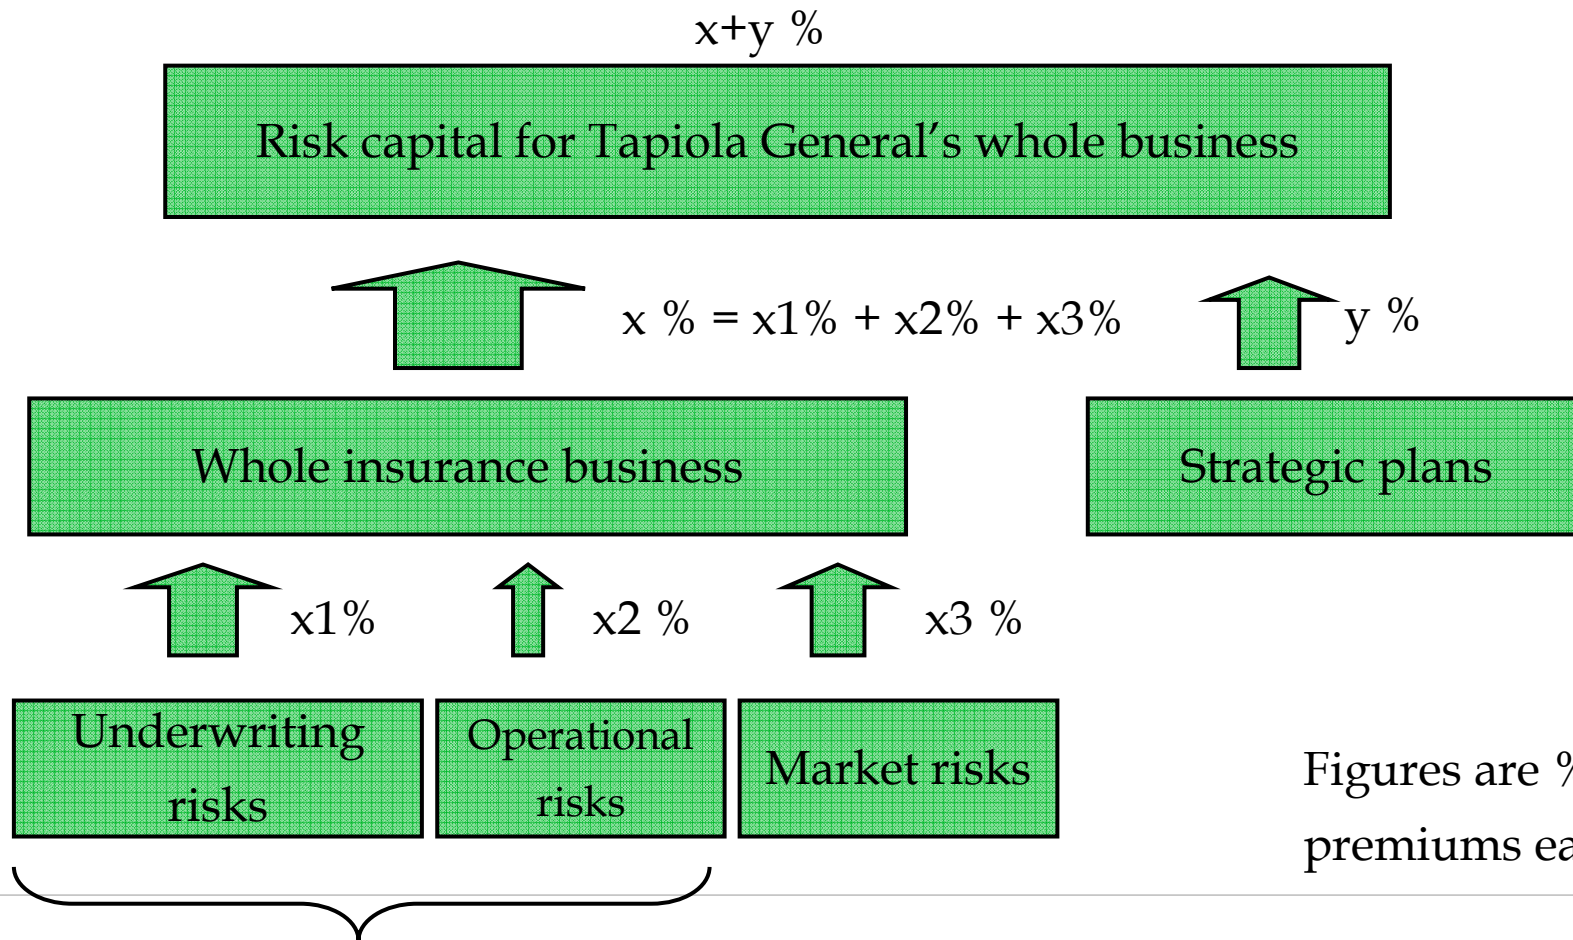 x+y %
Risk capital for Tapiola General’s whole business
x % = x1% + x2% + x3%
y %
Whole insurance business
Strategic plans
x1%
x2 %
x3 %
Underwriting
risks
Operational
risks
Market risks
Figures are %
premiums ea